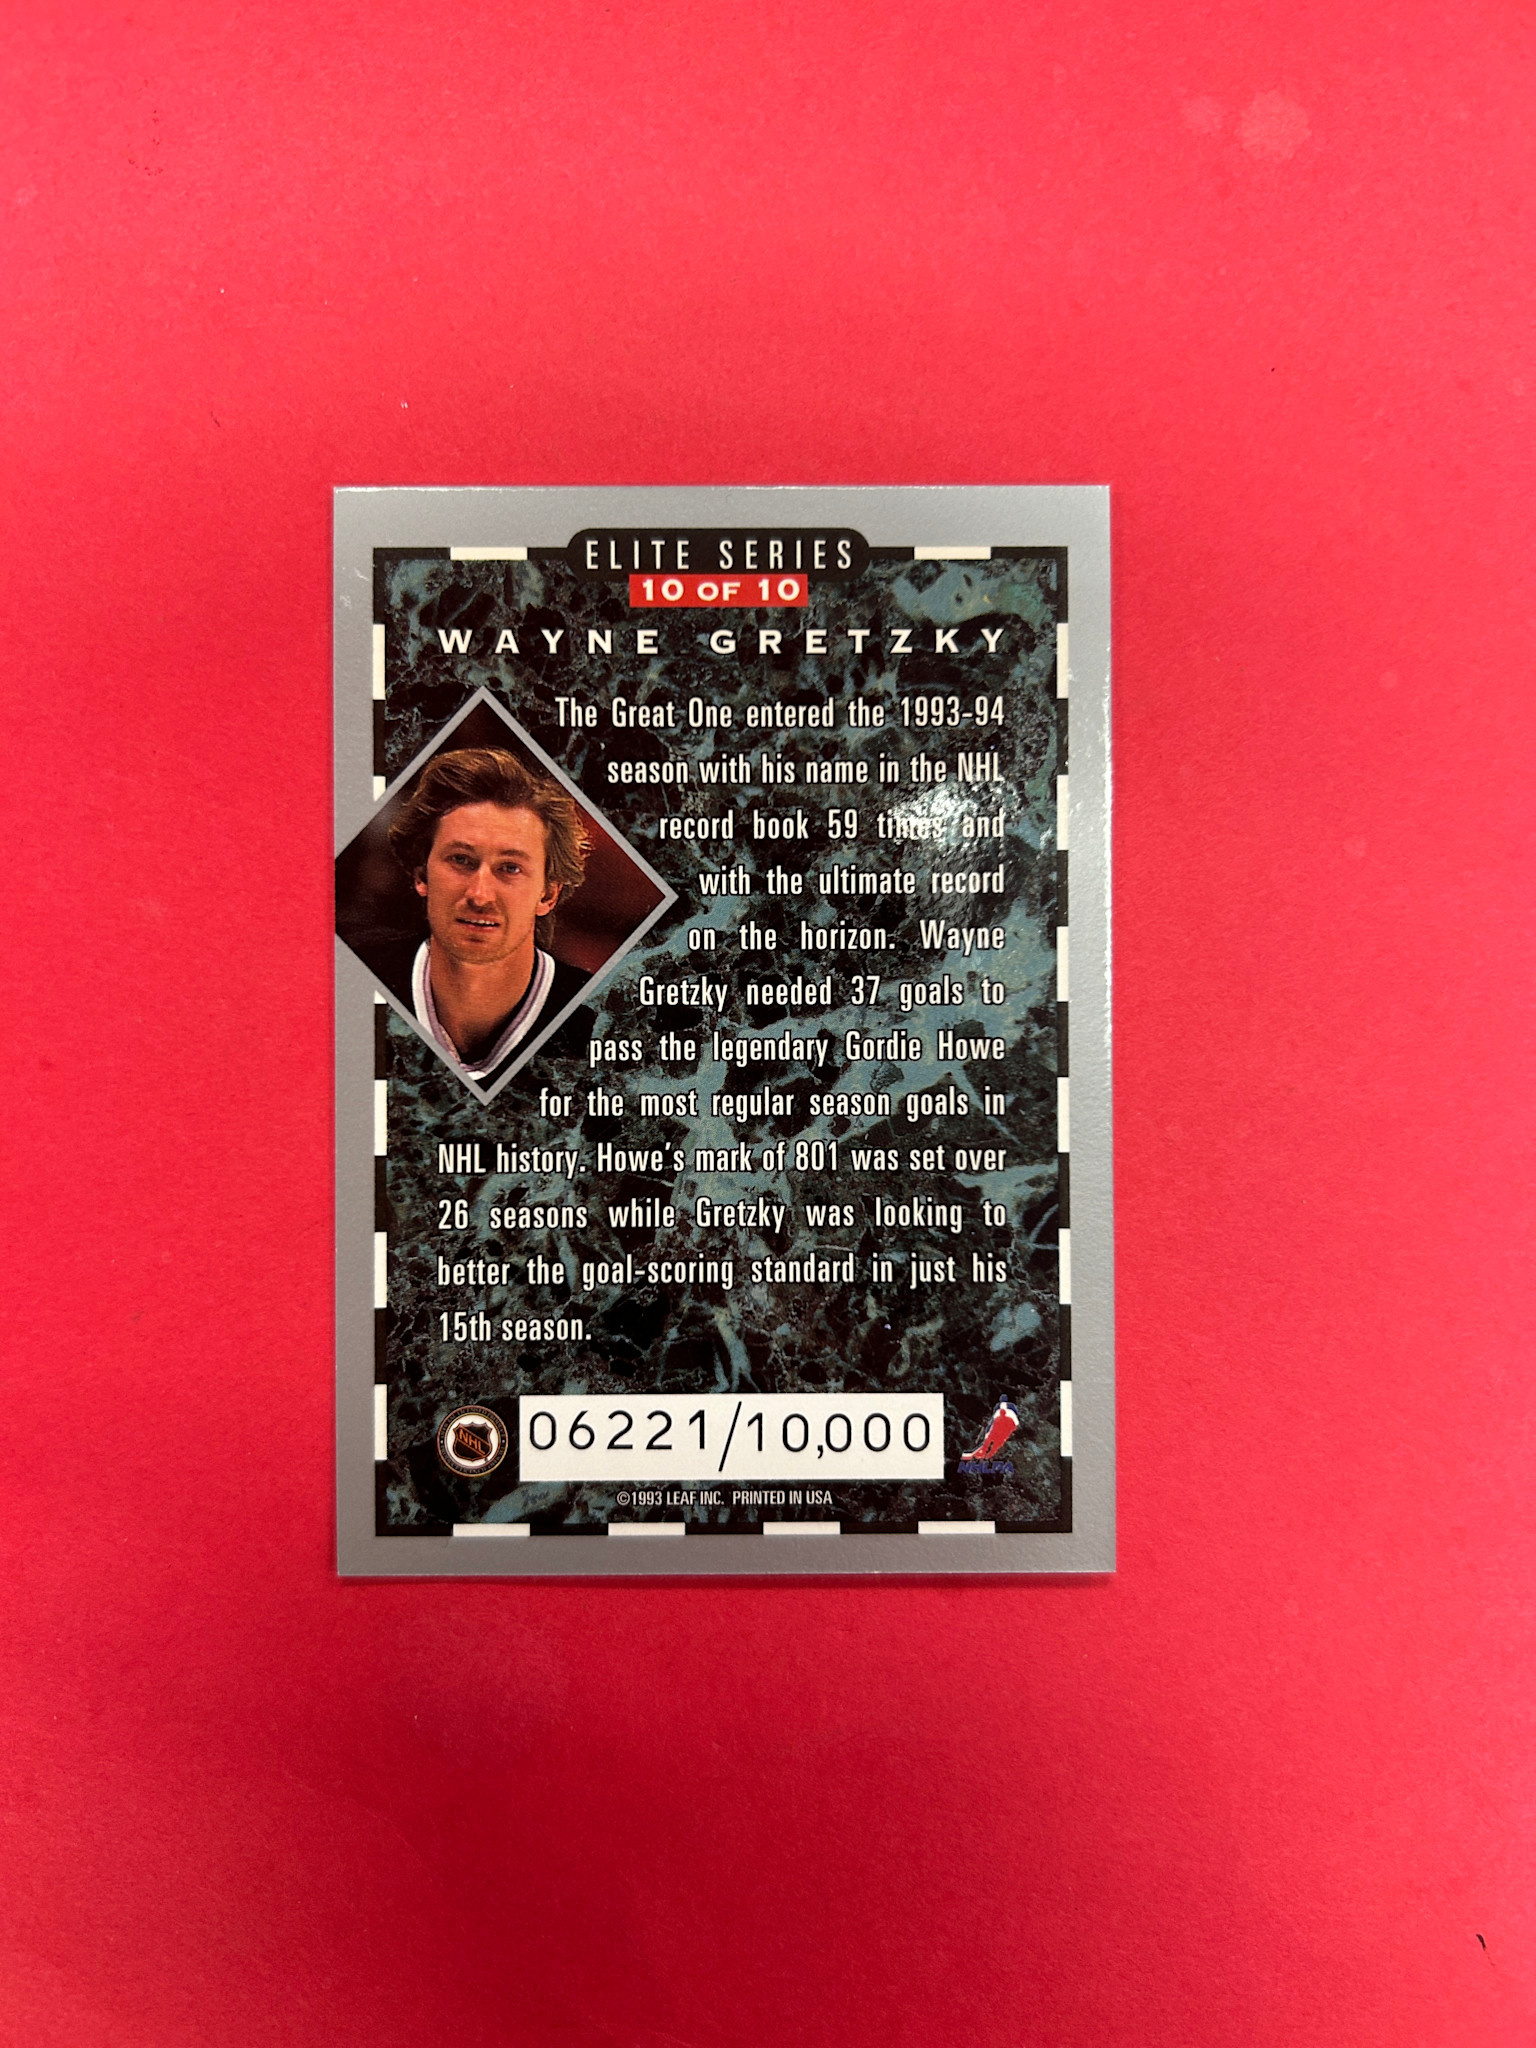 ELITE SERIES
10 OF 10
WAYNE GRETZKY
The Great One entered the 1993-94
season with his name in the NHL
record book 59 times and
with the ultimate record
on the horizon. Wayne
Gretzky needed 37 goals to
pass the legendary Gordie Howe
for the most regular season goals in
NHL history. Howe's mark of 801 was set over
26 seasons while Gretzky was looking to
better the goal-scoring standard in just his
15th season.
NHL
06221/10,000
NHLPA
©1993 LEAF INC. PRINTED IN USA